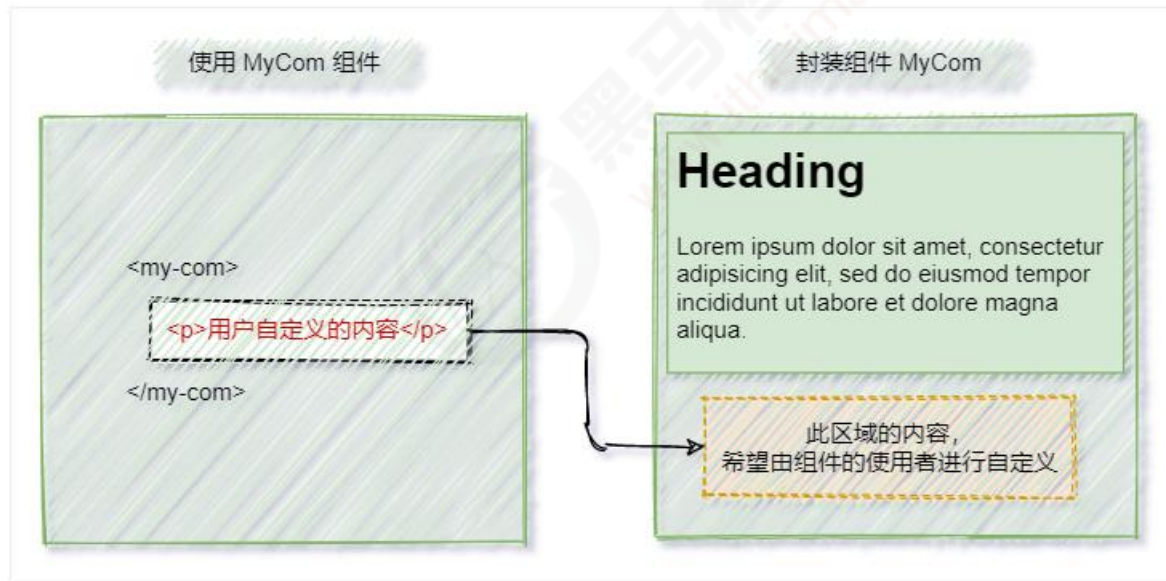 使用 MyCom 组件
<my-com>
<p>用户自定义的内容</p>
</my-com>
封装组件 MyCom
Heading
Lorem ipsum dolor sit amet, consectetur
adipisicing elit, sed do eiusmod tempor
incididunt ut labore et dolore magna
aliqua.
此区域的内容，
希望由组件的使用者进行自定义